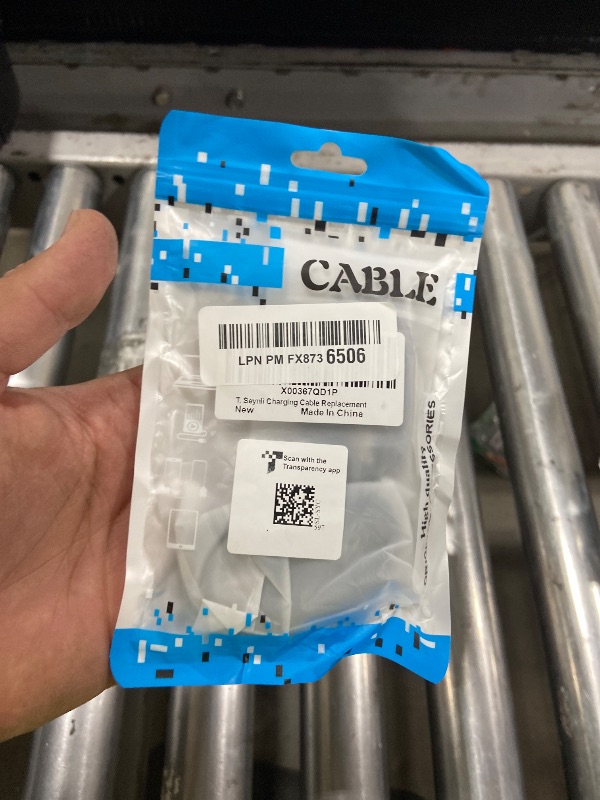 CABLE
LPN PM FX873 6506
X00367QD1P
T. Seynli Charging Cable Replacement
New Made In China
Scan with the
Transparency app
High quality